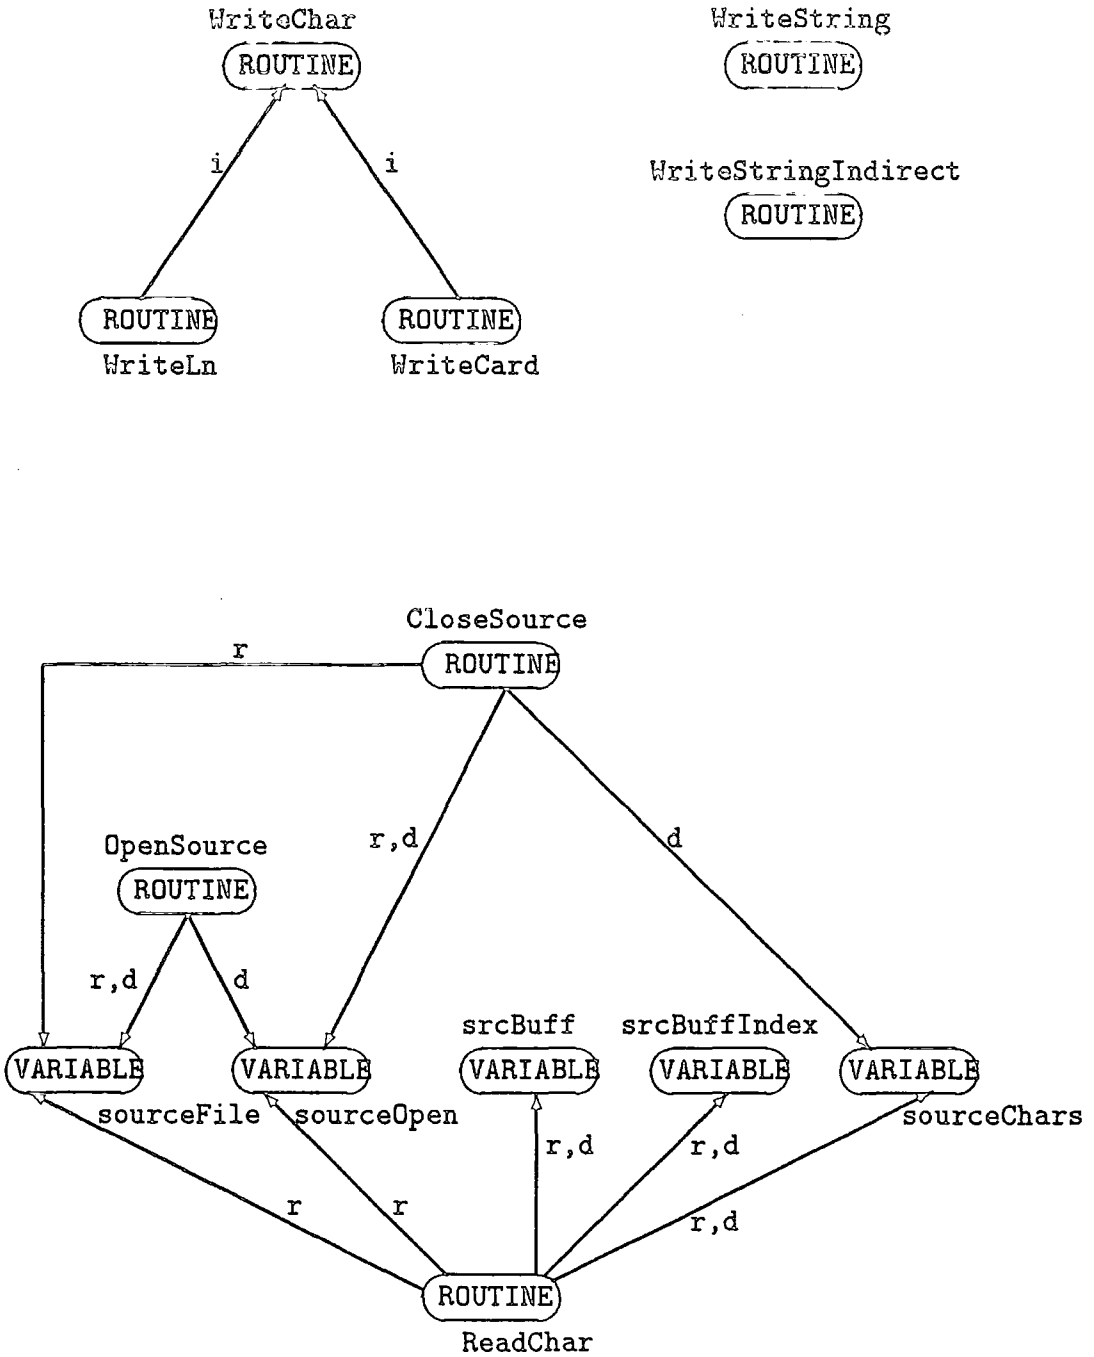 WriteChar WriteString
ROUTINE ROUTINE
i i
WriteStringIndirect
ROUTINE
ROUTINE ROUTINE
WriteLn WriteCard
CloseSource
r
ROUTINE
r,d d
OpenSource
ROUTINE
r,d d
srcBuff srcBuffIndex
VARIABLE VARIABLE VARIABLE VARIABLE VARIABLE
sourceFile sourceOpen sourceChars
r,d r,d
r r r,d
ROUTINE
ReadChar